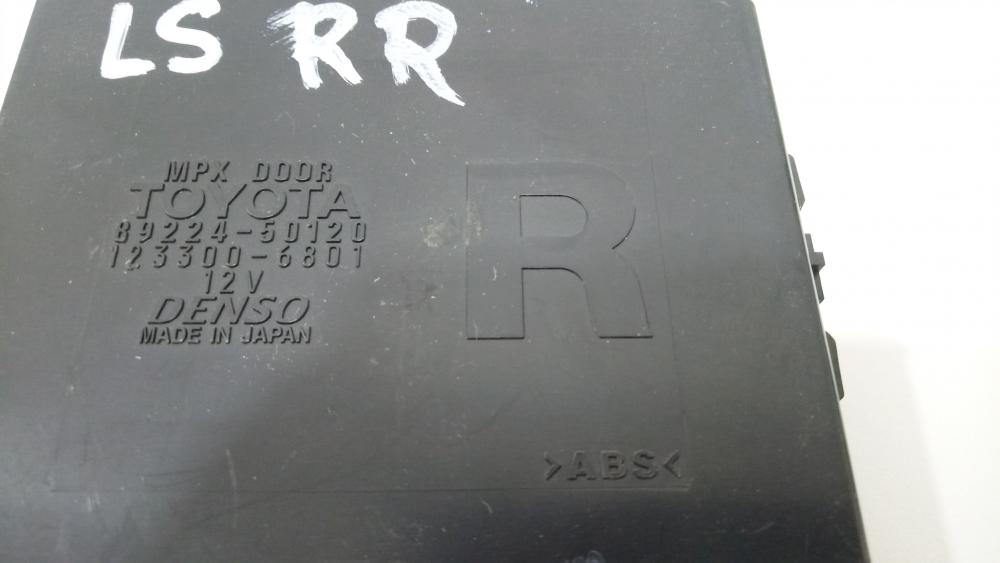 LS RR
MPX DOOR
TOYOTA
89224-50120
123300-6801
12V
DENSO
MADE IN JAPAN
R
>ABS<